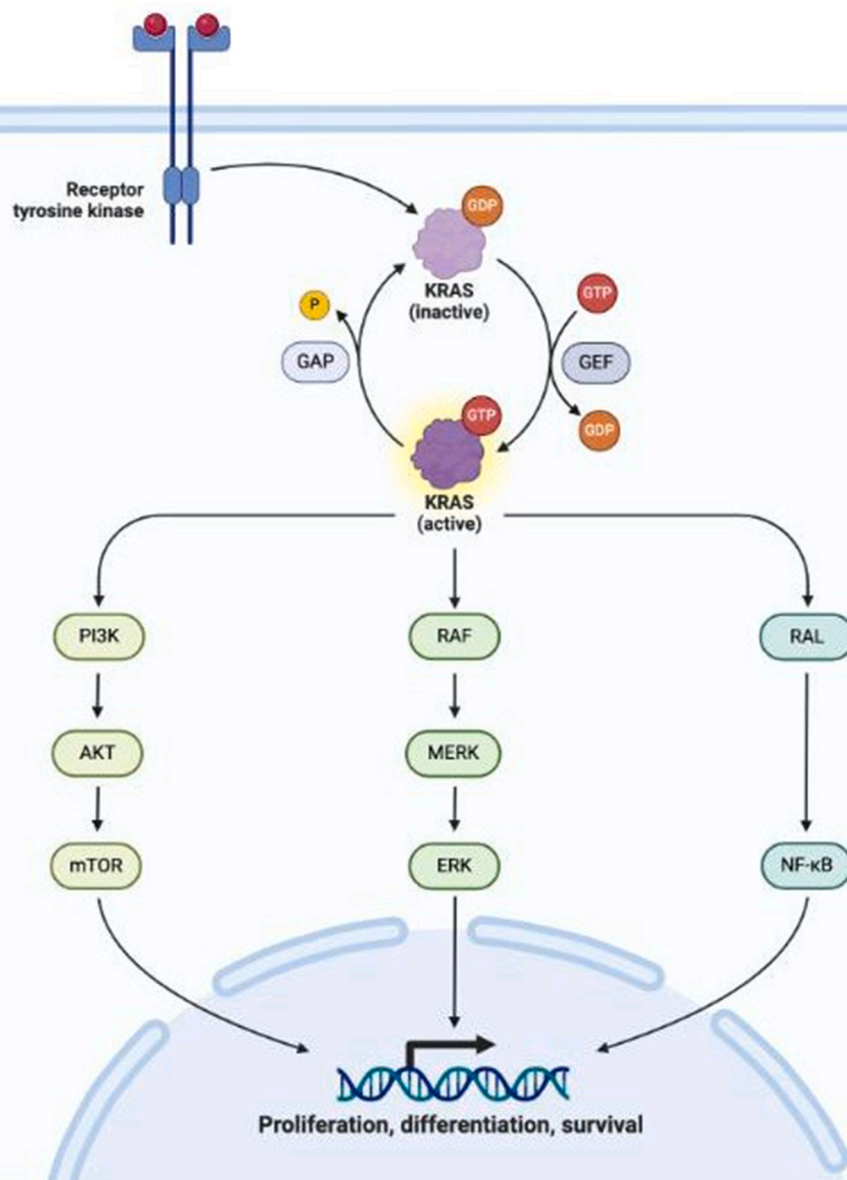 Receptor
tyrosine kinase
GDP
KRAS
(inactive)
P
GTP
GAP
GEF
GTP
GDP
KRAS
(active)
PI3K
RAF
RAL
AKT
MERK
mTOR
ERK
NF-κB
Proliferation, differentiation, survival